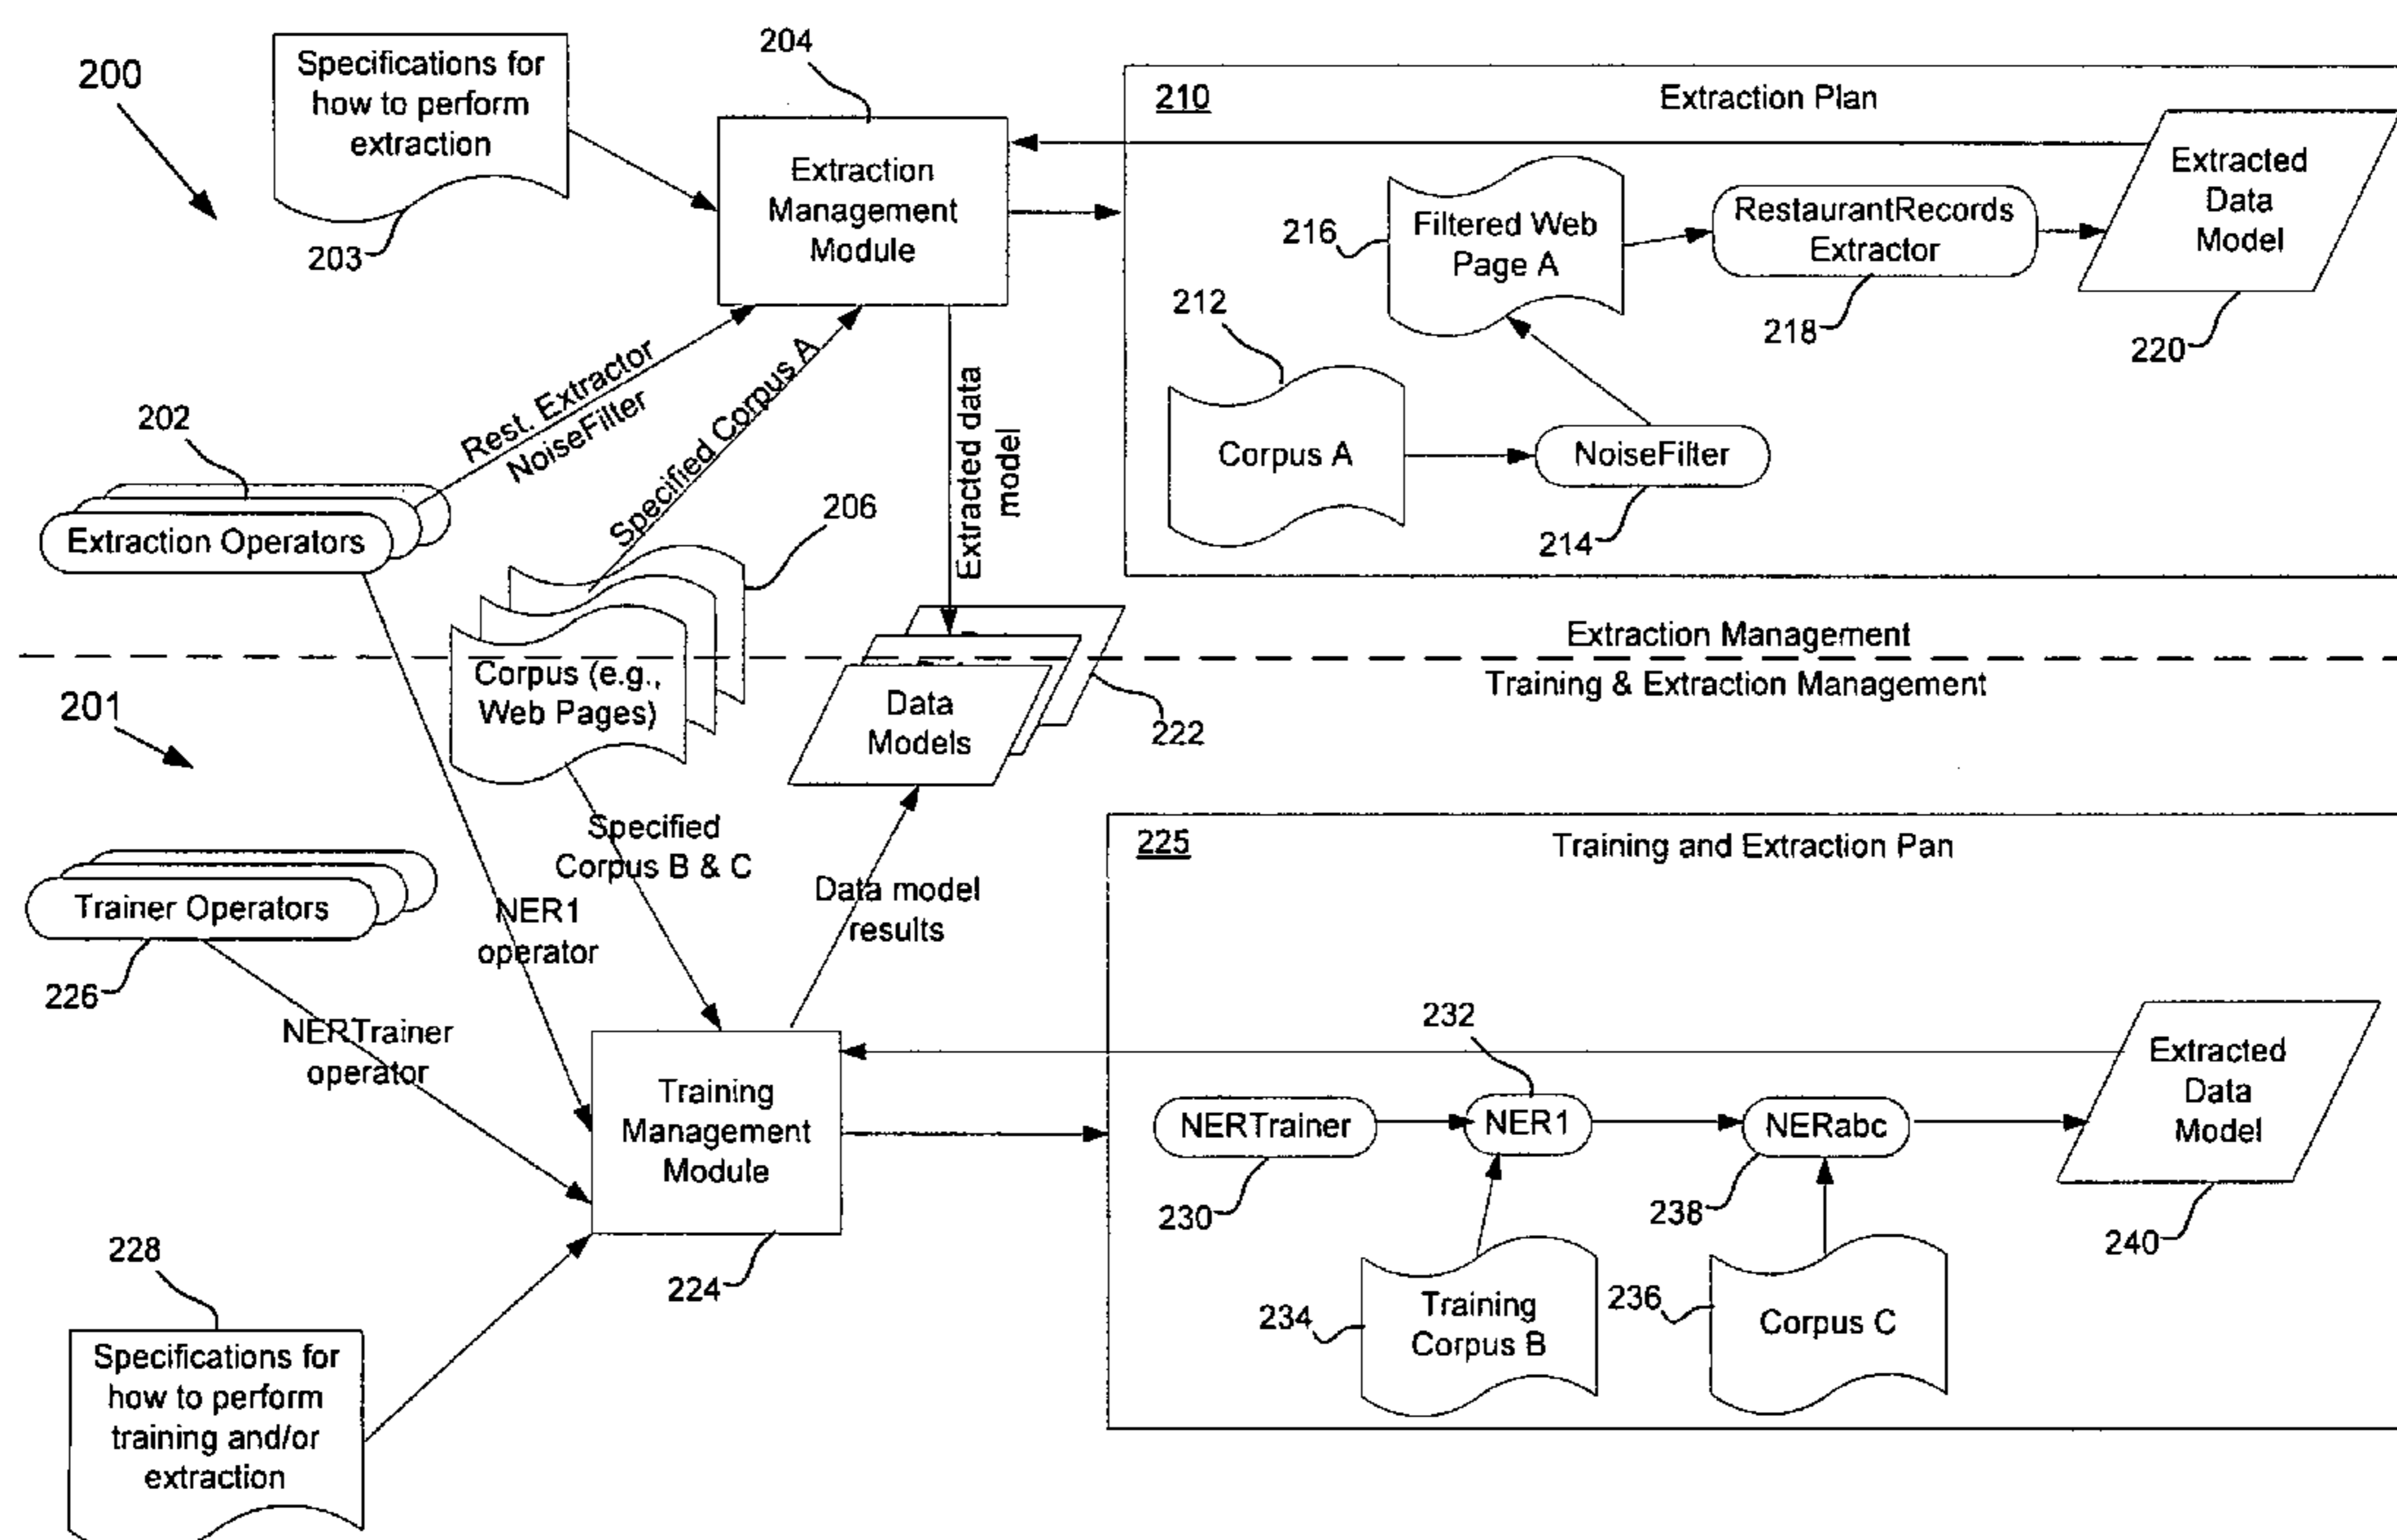 200
Specifications for
how to perform
extraction
203
204
Extraction
Management
Module
210
Extraction Plan
216
Filtered Web
Page A
RestaurantRecords
Extractor
218
Extracted
Data
Model
220
212
Corpus A
NoiseFilter
214
202
Extraction Operators
Rest. Extractor
NoiseFilter
Specified Corpus A
206
Extracted data
model
Extraction Management
Training & Extraction Management
201
Corpus (e.g.,
Web Pages)
Data
Models
222
Specified
Corpus B & C
Trainer Operators
226
NER1
operator
Data model
results
NERTrainer
operator
Training
Management
Module
224
228
Specifications for
how to perform
training and/or
extraction
225
Training and Extraction Pan
232
NERTrainer
230
NER1
NERabc
238
Extracted
Data
Model
240
234
Training
Corpus B
236
Corpus C